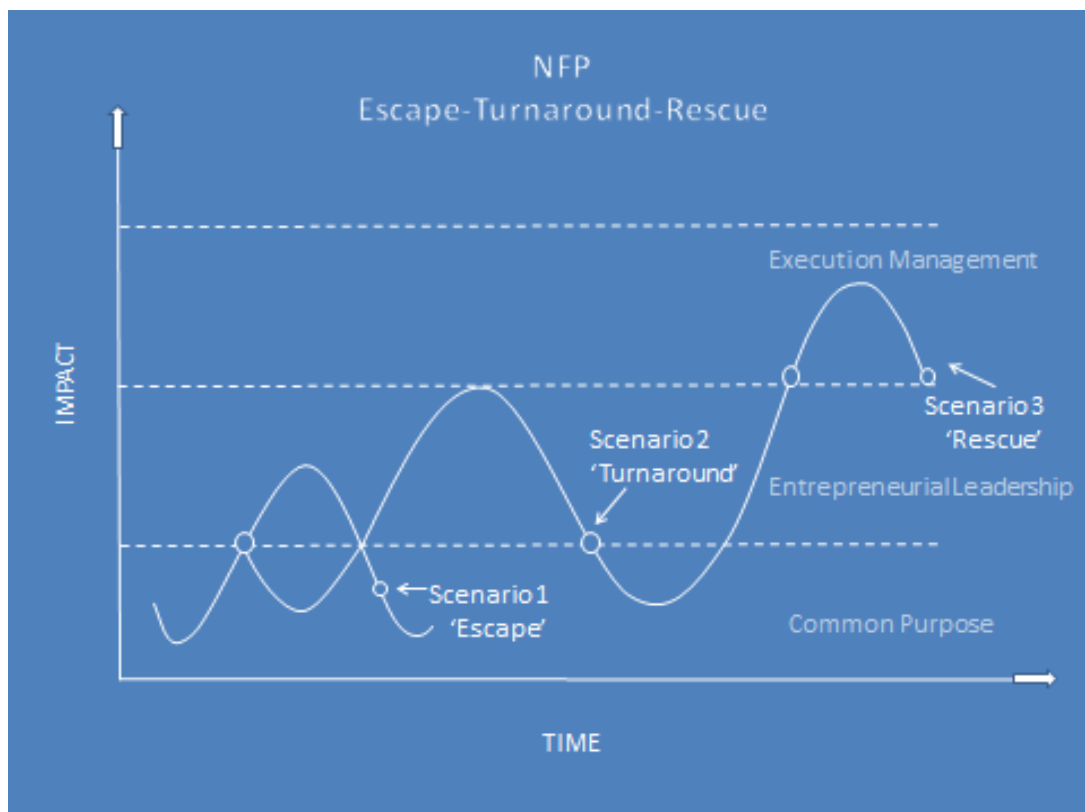 NFP
Escape-Turnaround-Rescue
Execution Management
IMPACT
Scenario 3
'Rescue'
Scenario 2
'Turnaround'
Entrepreneurial Leadership
Scenario 1
'Escape'
Common Purpose
TIME